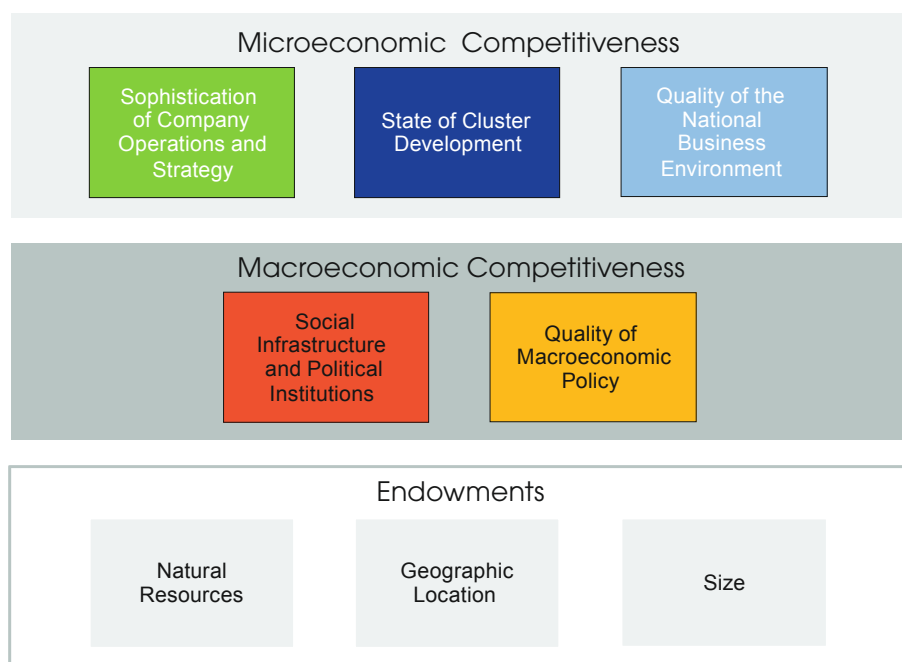 Microeconomic Competitiveness
Sophistication
of Company
Operations and
Strategy
State of Cluster
Development
Quality of the
National
Business
Environment
Macroeconomic Competitiveness
Social
Infrastructure
and Political
Institutions
Quality of
Macroeconomic
Policy
Endowments
Natural
Resources
Geographic
Location
Size